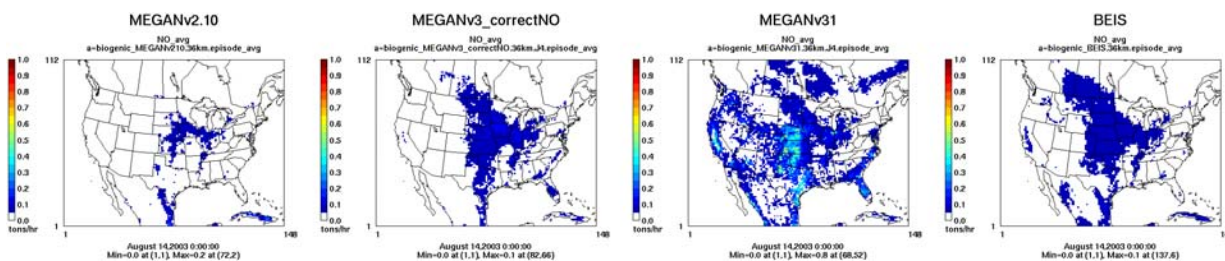 MEGANv2.10
NO_avg
a=biogenic_MEGANv210.36km.episode_avg
112
1.0
0.9
0.8
0.7
0.6
0.5
0.4
0.3
0.2
0.1
0.0
tons/hr
1
1
148
August 14,2003 0:00:00
Min=0.0 at (1,1), Max=0.2 at (72,2)
MEGANv3_correctNO
NO_avg
a=biogenic_MEGANv3_correctNO.36km.J4.episode_avg
112
1.0
0.9
0.8
0.7
0.6
0.5
0.4
0.3
0.2
0.1
0.0
tons/hr
1
1
148
August 14,2003 0:00:00
Min=0.0 at (1,1), Max=0.1 at (82,66)
MEGANv31
NO_avg
a=biogenic_MEGANv31.36km.J4.episode_avg
112
1.0
0.9
0.8
0.7
0.6
0.5
0.4
0.3
0.2
0.1
0.0
tons/hr
1
1
148
August 14,2003 0:00:00
Min=0.0 at (1,1), Max=0.8 at (68,52)
BEIS
NO_avg
a=biogenic_BEIS.36km.episode_avg
112
1.0
0.9
0.8
0.7
0.6
0.5
0.4
0.3
0.2
0.1
0.0
tons/hr
1
1
August 14,2003 0:00:00
Min=0.0 at (1,1), Max=0.1 at (137,6)